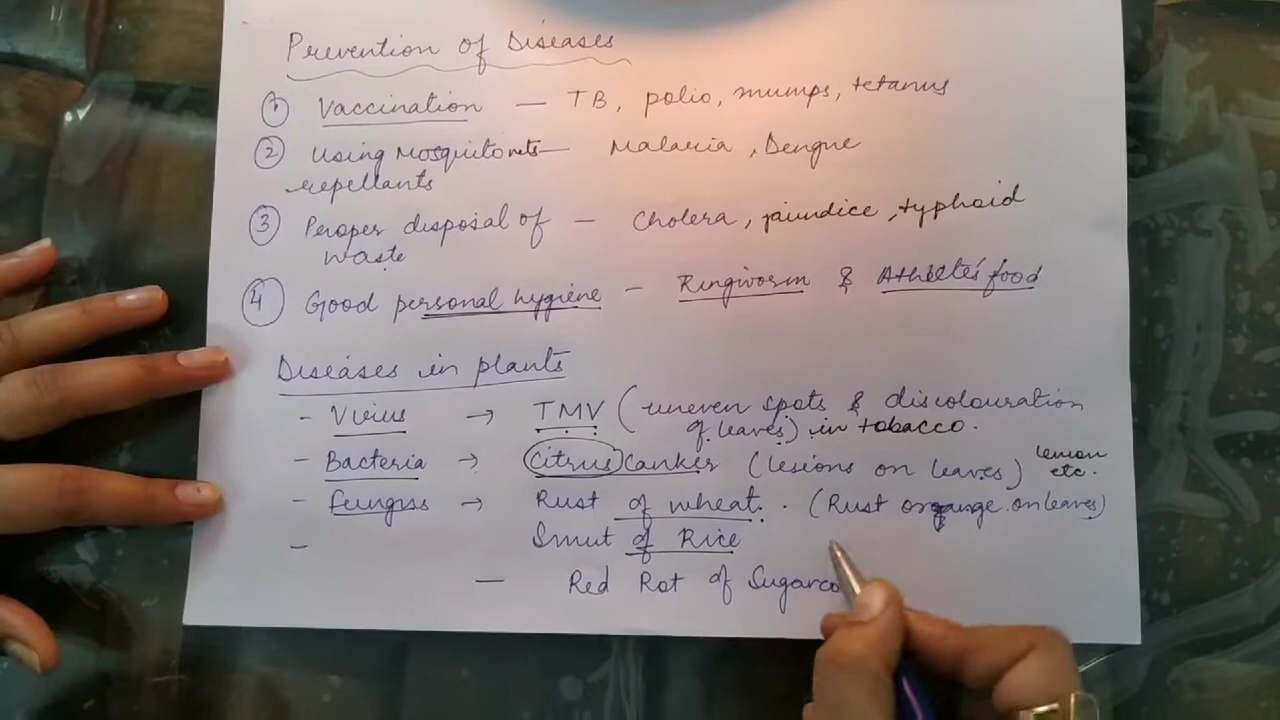 Prevention of Diseases
1 Vaccination — TB, polio, mumps, tetanus
2 Using Mosquito nets — Malaria, Dengue
repellants
3 Peroper disposal of — Cholera, jaundice, typhoid
waste
4 Good personal hygiene — Ringworm & Athelete's food
Diseases in plants
- Virus → TMV (uneven spots & discolouration
of leaves) in tobacco.
- Bacteria → Citrus Canker (lesions on leaves) lemon
etc.
- Fungus → Rust of wheat. . (Rust orange on leaves)
- Smut of Rice
— Red Rot of Sugarca